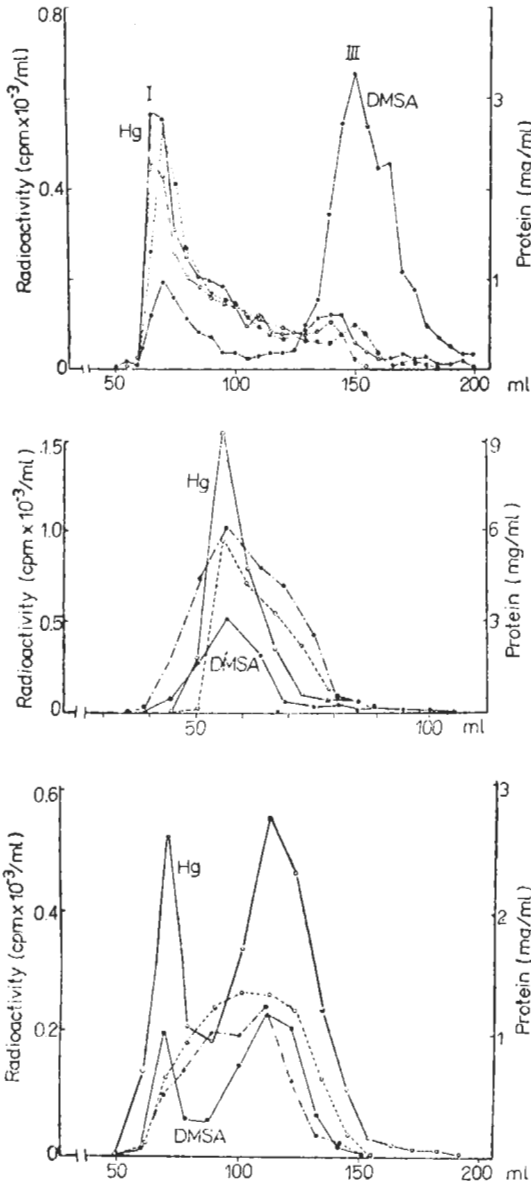 0.8
I
III
3
DMSA
Hg
0.4
1
0
50
100
150
200
ml
Radioactivity (cpm x 10⁻³/ml)
Protein (mg/ml)
1.5
9
Hg
1.0
6
0.5
3
DMSA
0
50
100
ml
Radioactivity (cpm x 10⁻³/ml)
Protein (mg/ml)
0.6
3
Hg
0.4
2
0.2
1
DMSA
0
50
100
150
200
ml
Radioactivity (cpm x 10⁻³/ml)
Protein (mg/ml)